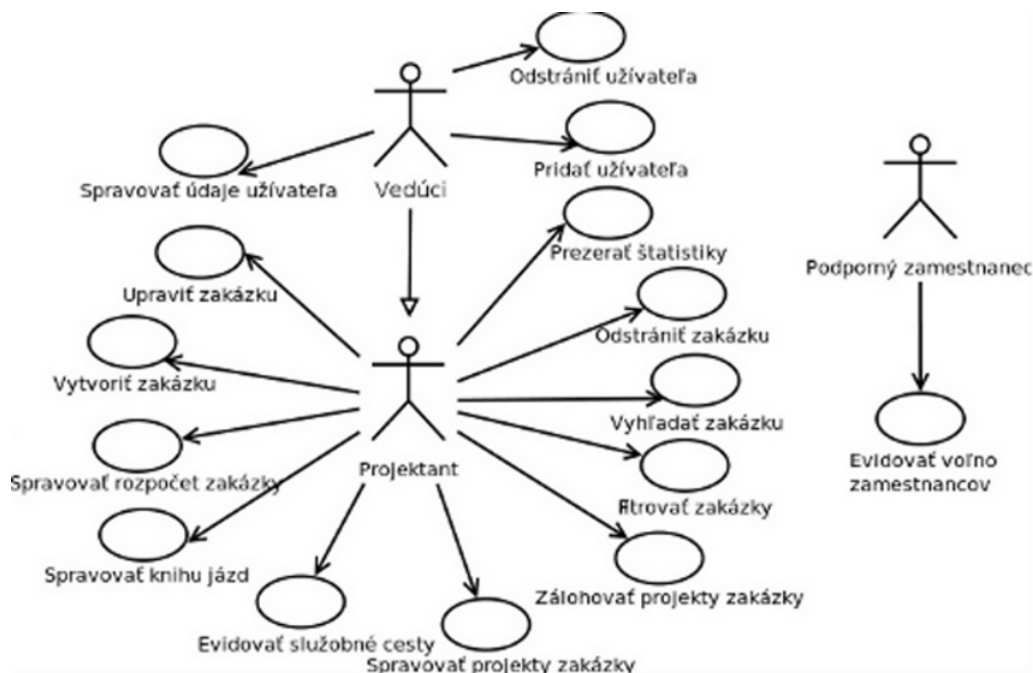 Odstrániť užívateľa
Pridať užívateľa
Spravovať údaje užívateľa
Vedúci
Prezerať štatistiky
Podporný zamestnanec
Upraviť zakázku
Odstrániť zakázku
Vytvoriť zakázku
Vyhľadať zakázku
Projektant
Evidovať voľno
zamestnancov
Spravovať rozpočet zakázky
Fltrovať zakázky
Spravovať knihu jázd
Zálohovať projekty zakázky
Evidovať služobné cesty
Spravovať projekty zakázky